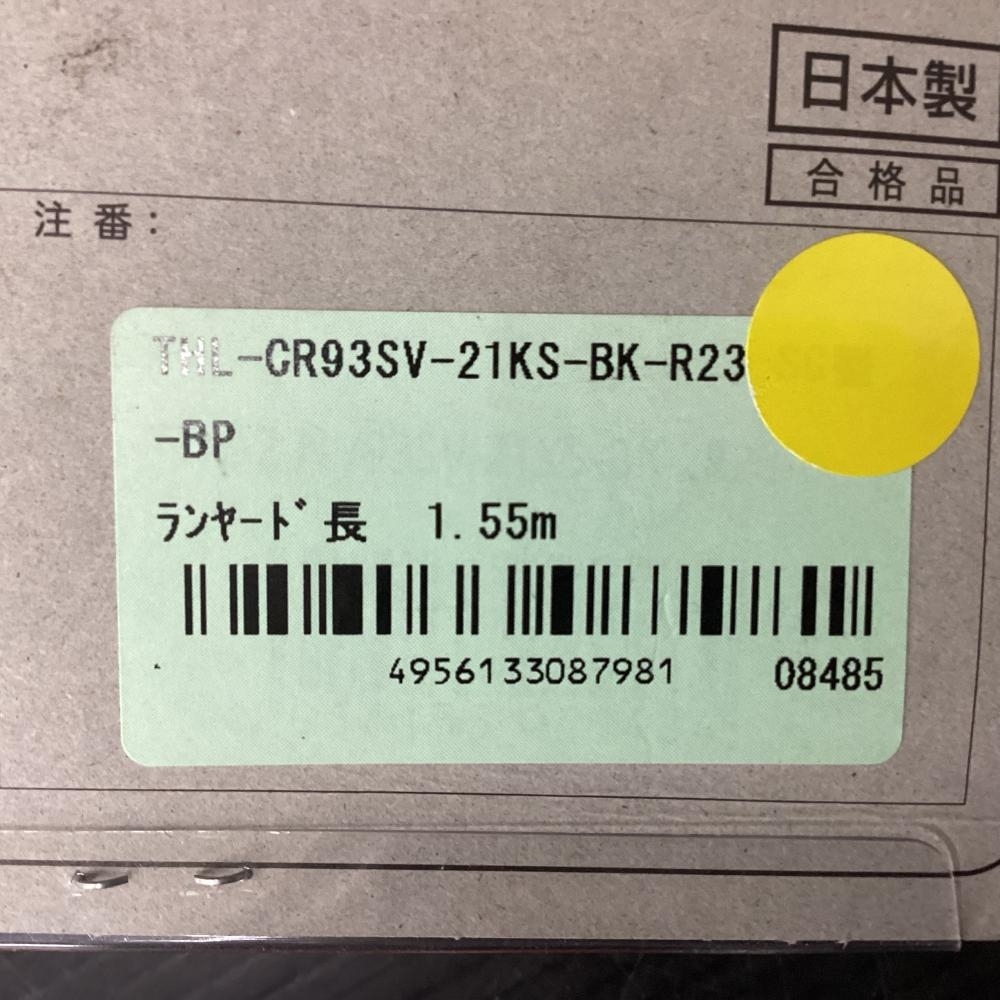 日本製
合格品
注番：
THL-CR93SV-21KS-BK-R23
-BP
ﾗﾝﾔｰﾄﾞ長 1.55m
4956133087981 08485